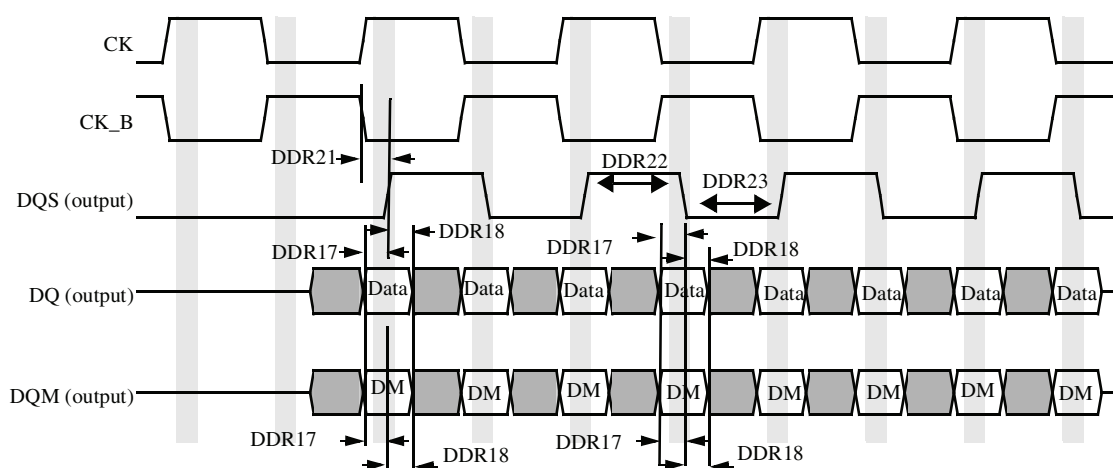 CK
CK_B
DDR21
DDR22
DDR23
DQS (output)
DDR18
DDR17
DDR17
DDR18
DQ (output)
Data
Data
Data
Data
Data
Data
Data
Data
DQM (output)
DM
DM
DM
DM
DM
DM
DM
DM
DDR17
DDR18
DDR17
DDR18